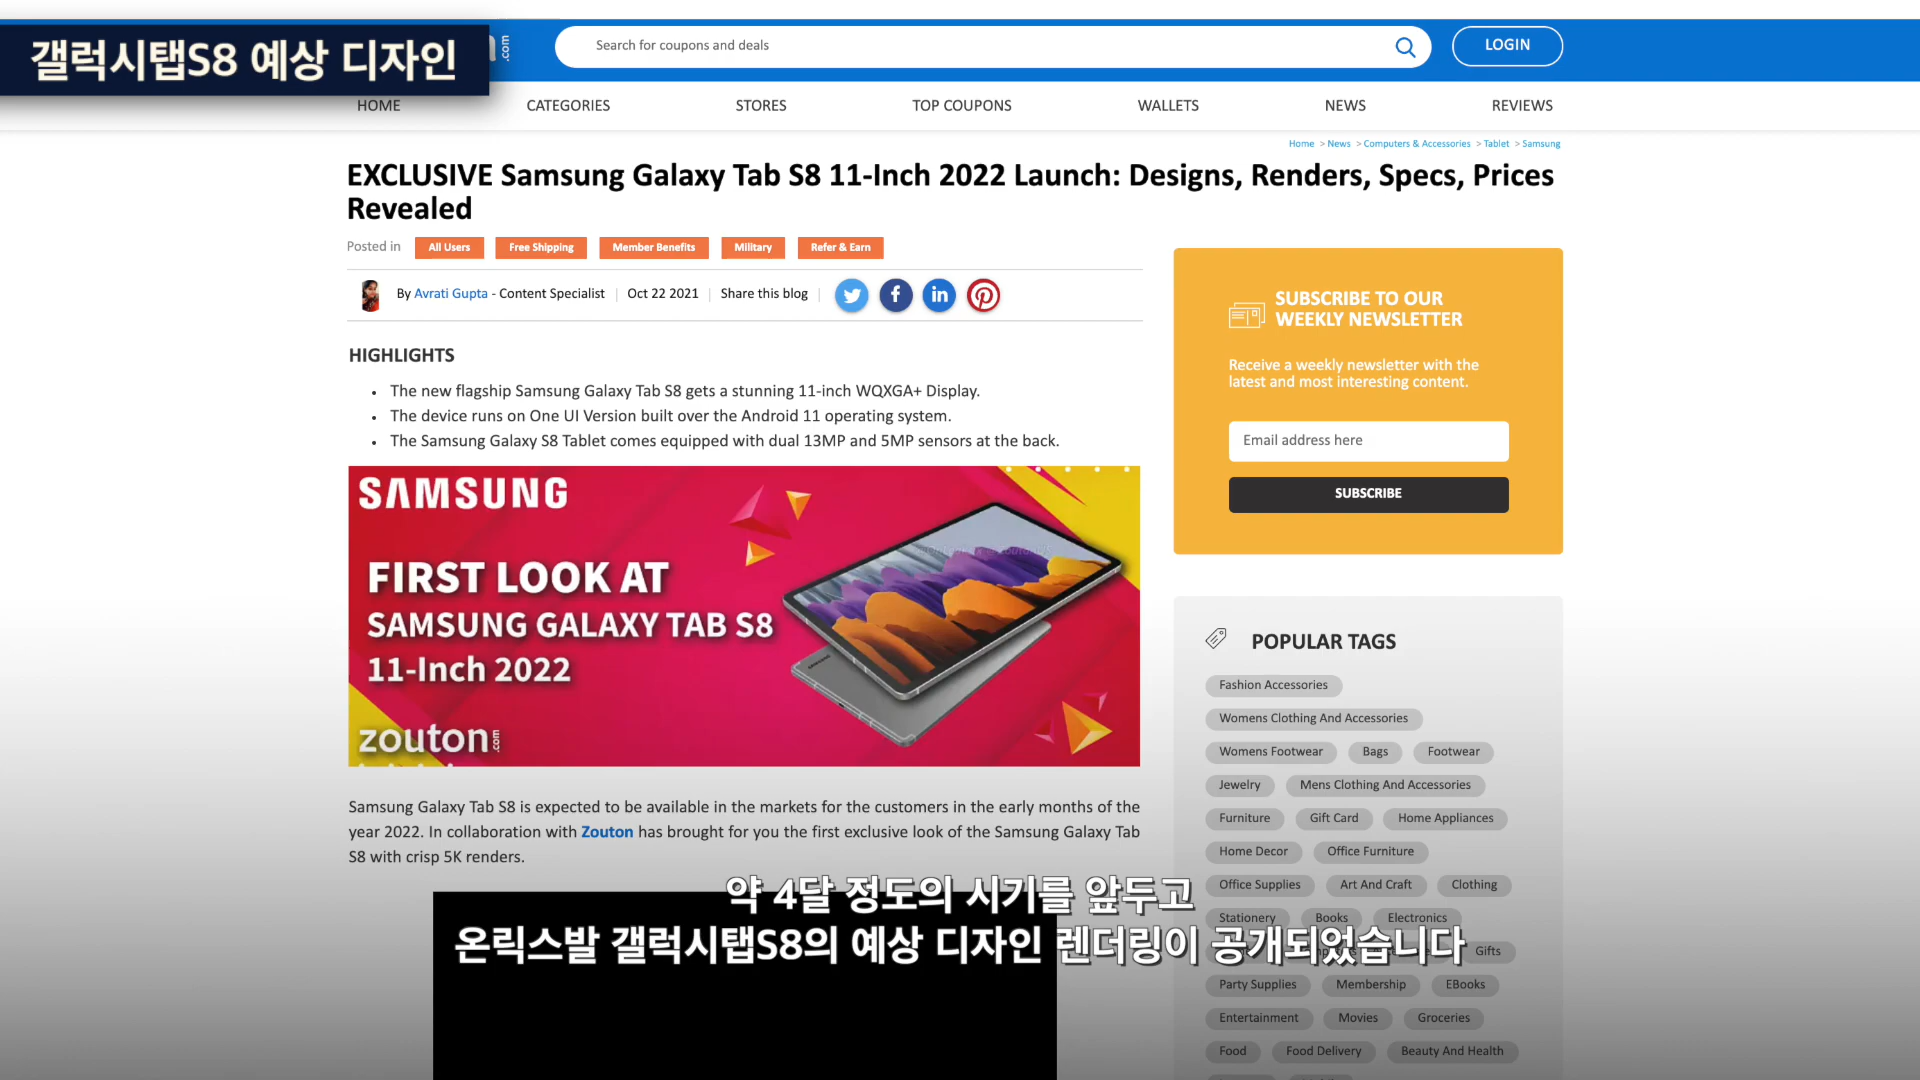 갤럭시탭S8 예상 디자인
.com
Search for coupons and deals
LOGIN
HOME CATEGORIES STORES TOP COUPONS WALLETS NEWS REVIEWS
Home > News > Computers & Accessories > Tablet > Samsung
EXCLUSIVE Samsung Galaxy Tab S8 11-Inch 2022 Launch: Designs, Renders, Specs, Prices
Revealed
Posted in All Users Free Shipping Member Benefits Military Refer & Earn
By Avrati Gupta - Content Specialist | Oct 22 2021 | Share this blog |
HIGHLIGHTS
• The new flagship Samsung Galaxy Tab S8 gets a stunning 11-inch WQXGA+ Display.
• The device runs on One UI Version built over the Android 11 operating system.
• The Samsung Galaxy S8 Tablet comes equipped with dual 13MP and 5MP sensors at the back.
SAMSUNG
FIRST LOOK AT
SAMSUNG GALAXY TAB S8
11-Inch 2022
zouton.com
SAMSUNG
Samsung Galaxy Tab S8 is expected to be available in the markets for the customers in the early months of the
year 2022. In collaboration with Zouton has brought for you the first exclusive look of the Samsung Galaxy Tab
S8 with crisp 5K renders.
SUBSCRIBE TO OUR
WEEKLY NEWSLETTER
Receive a weekly newsletter with the
latest and most interesting content.
Email address here
SUBSCRIBE
POPULAR TAGS
Fashion Accessories
Womens Clothing And Accessories
Womens Footwear Bags Footwear
Jewelry Mens Clothing And Accessories
Furniture Gift Card Home Appliances
Home Decor Office Furniture
Office Supplies Art And Craft Clothing
Stationery Books Electronics
Gifts
Party Supplies Membership EBooks
Entertainment Movies Groceries
Food Food Delivery Beauty And Health
약 4달 정도의 시기를 앞두고
온릭스발 갤럭시탭S8의 예상 디자인 렌더링이 공개되었습니다